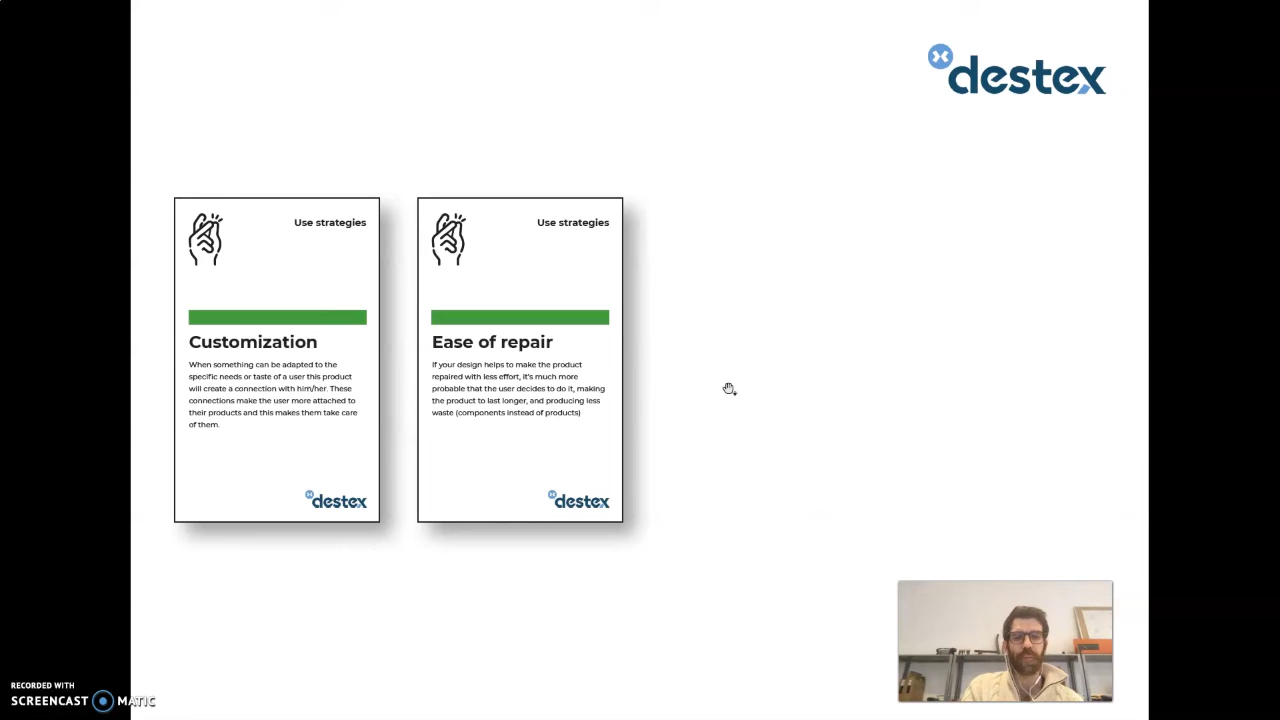 destex
Use strategies
Customization
When something can be adapted to the
specific needs or taste of a user this product
will create a connection with him/her. These
connections make the user more attached to
their products and this makes them take care
of them.
destex
Use strategies
Ease of repair
If your design helps to make the product
repaired with less effort, it's much more
probable that the user decides to do it, making
the product to last longer, and producing less
waste (components instead of products)
destex
RECORDED WITH
SCREENCAST MATIC